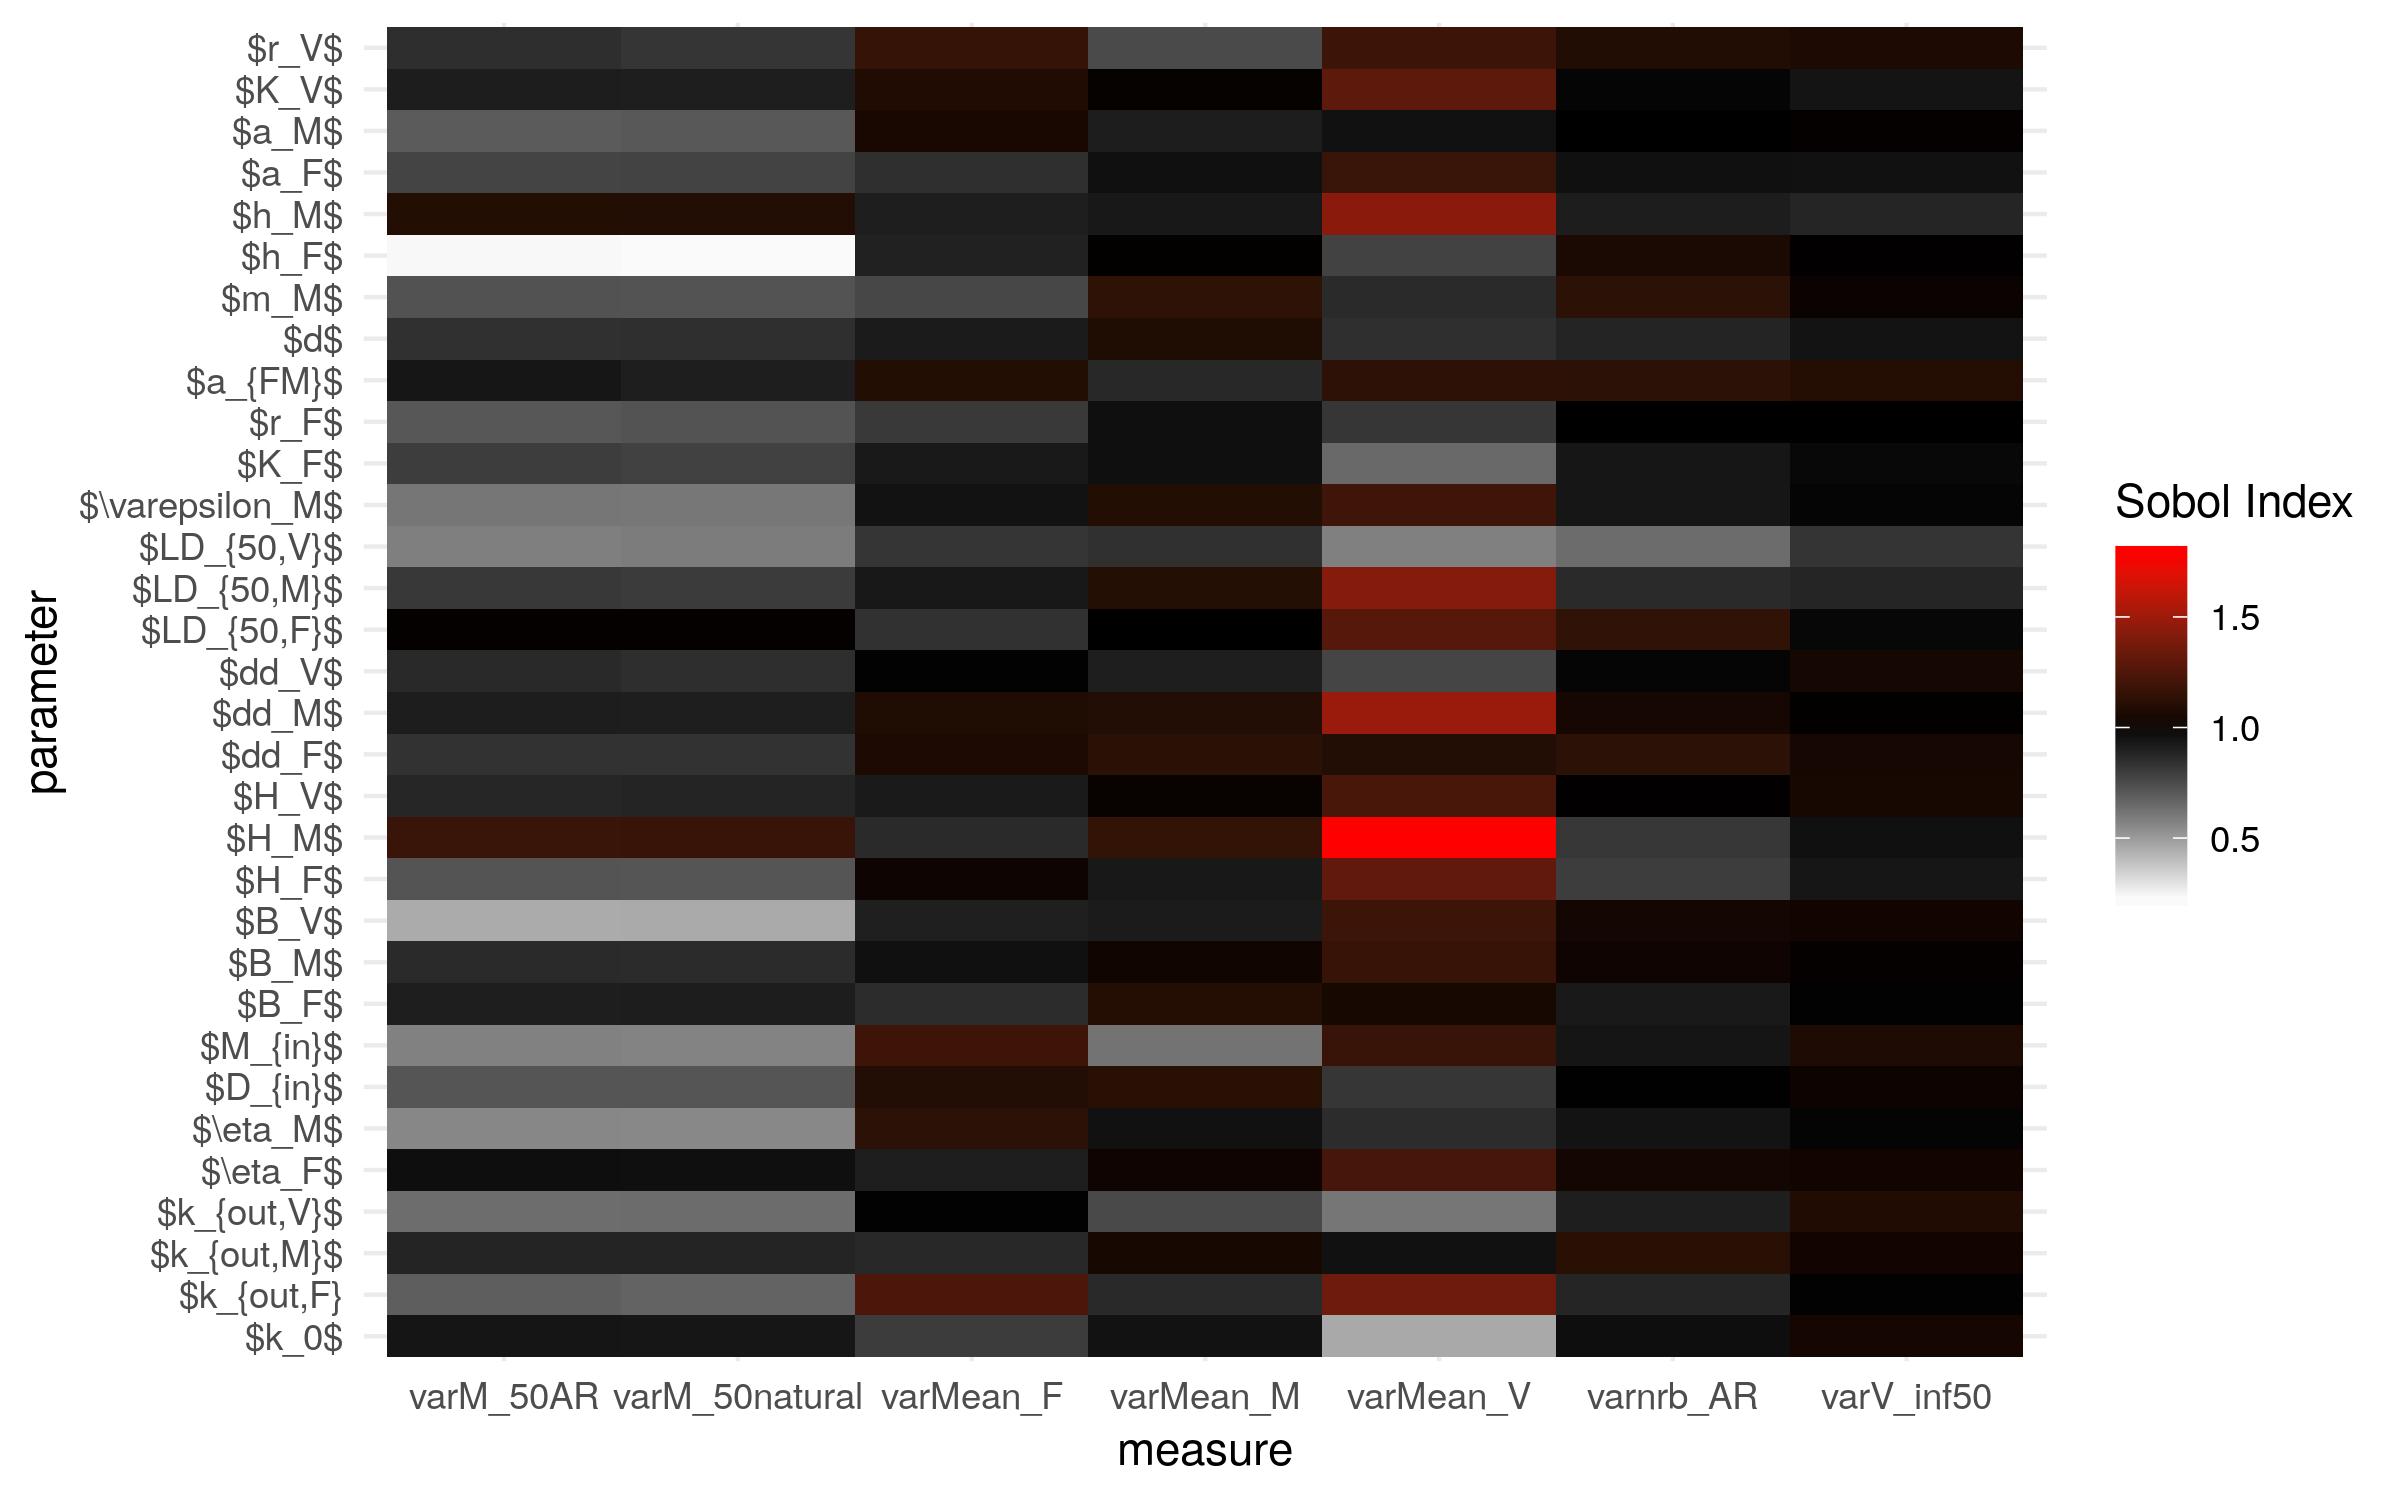 $r_V$
$K_V$
$a_M$
$a_F$
$h_M$
$h_F$
$m_M$
$d$
$a_{FM}$
$r_F$
$K_F$
$\varepsilon_M$
$LD_{50,V}$
$LD_{50,M}$
$LD_{50,F}$
$dd_V$
$dd_M$
$dd_F$
$H_V$
$H_M$
$H_F$
$B_V$
$B_M$
$B_F$
$M_{in}$
$D_{in}$
$\eta_M$
$\eta_F$
$k_{out,V}$
$k_{out,M}$
$k_{out,F}
$k_0$
parameter
varM_50AR varM_50natural varMean_F varMean_M varMean_V varnrb_AR varV_inf50
measure
Sobol Index
1.5
1.0
0.5